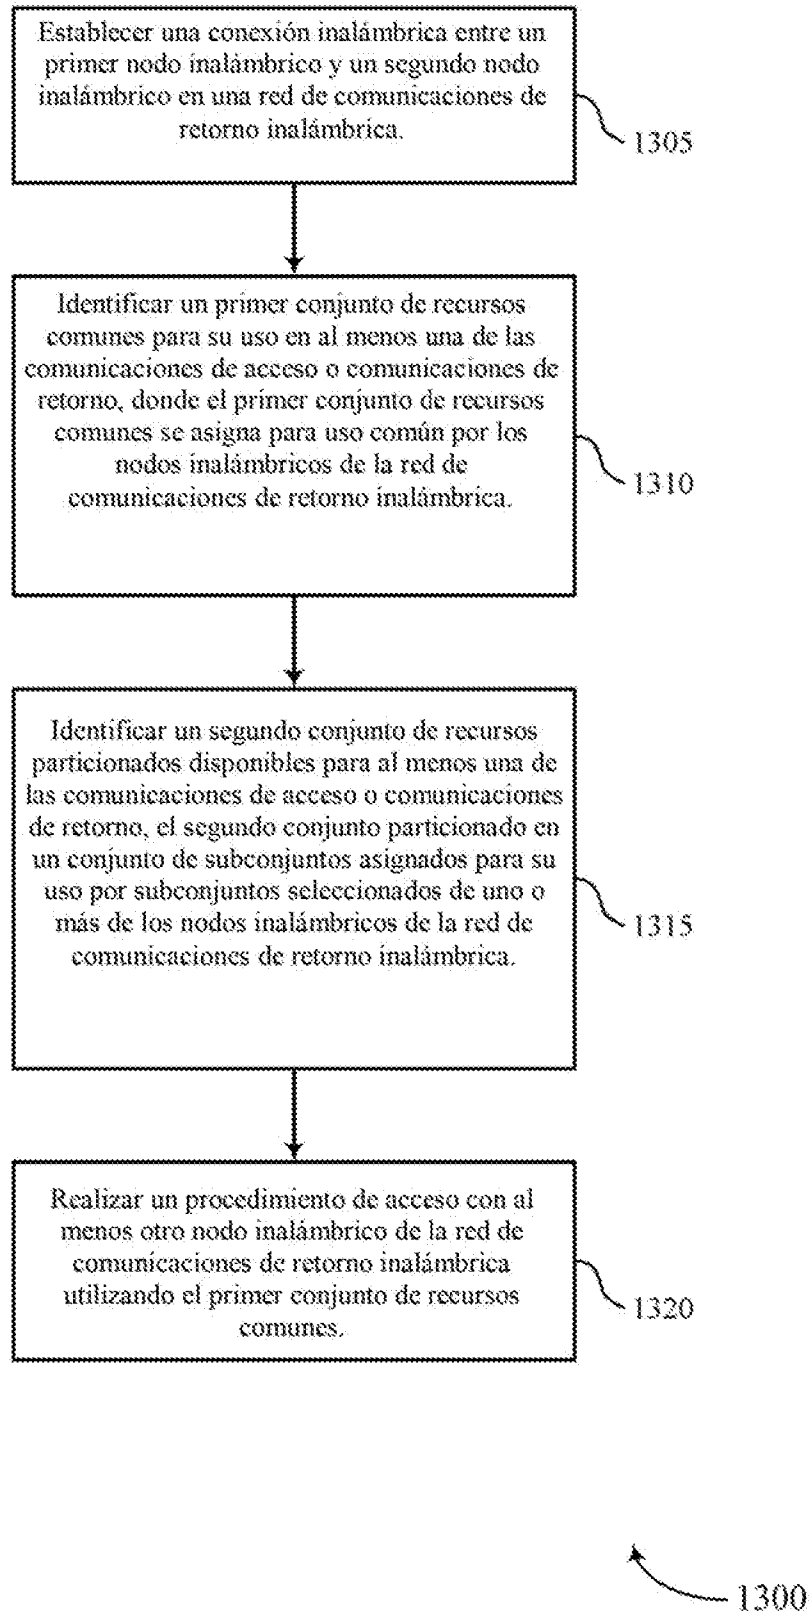 Establecer una conexión inalámbrica entre un
primer nodo inalámbrico y un segundo nodo
inalámbrico en una red de comunicaciones de
retorno inalámbrica.
1305
Identificar un primer conjunto de recursos
comunes para su uso en al menos una de las
comunicaciones de acceso o comunicaciones de
retorno, donde el primer conjunto de recursos
comunes se asigna para uso común por los
nodos inalámbricos de la red de
comunicaciones de retorno inalámbrica.
1310
Identificar un segundo conjunto de recursos
particionados disponibles para al menos una de
las comunicaciones de acceso o comunicaciones
de retorno, el segundo conjunto particionado en
un conjunto de subconjuntos asignados para su
uso por subconjuntos seleccionados de uno o
más de los nodos inalámbricos de la red de
comunicaciones de retorno inalámbrica.
1315
Realizar un procedimiento de acceso con al
menos otro nodo inalámbrico de la red de
comunicaciones de retorno inalámbrica
utilizando el primer conjunto de recursos
comunes.
1320
1300